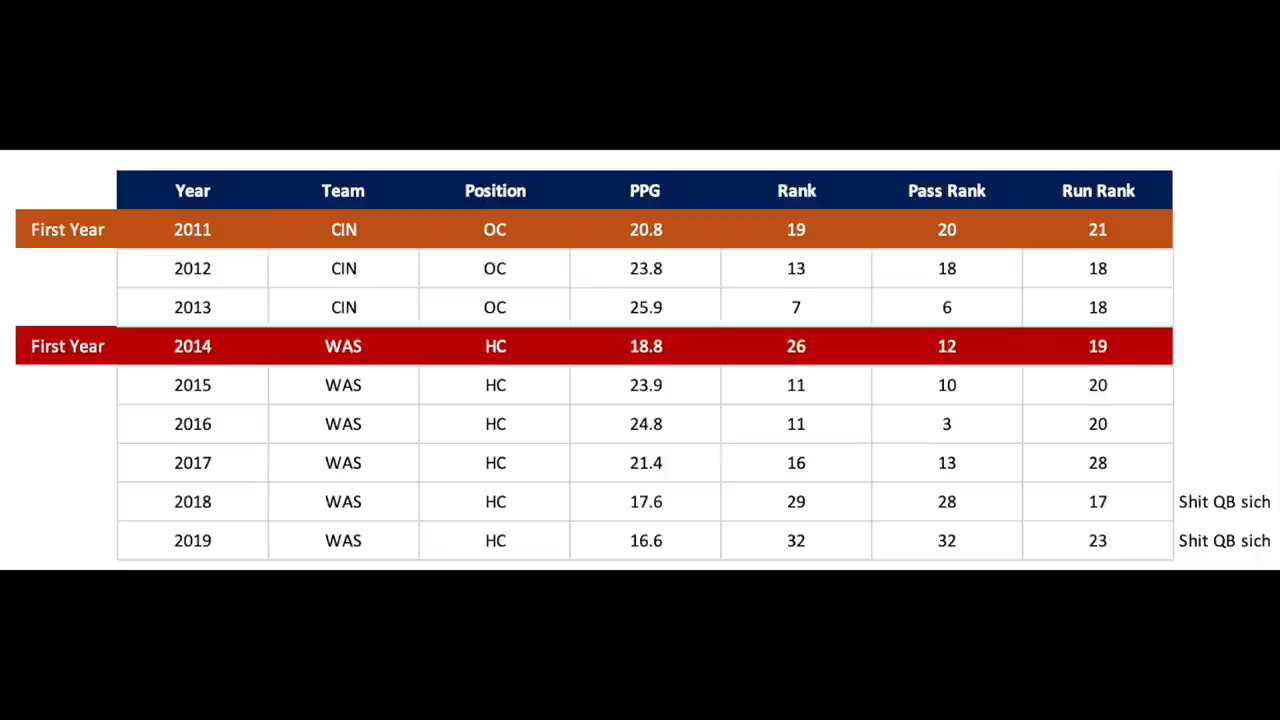 Year Team Position PPG Rank Pass Rank Run Rank
First Year 2011 CIN OC 20.8 19 20 21
2012 CIN OC 23.8 13 18 18
2013 CIN OC 25.9 7 6 18
First Year 2014 WAS HC 18.8 26 12 19
2015 WAS HC 23.9 11 10 20
2016 WAS HC 24.8 11 3 20
2017 WAS HC 21.4 16 13 28
2018 WAS HC 17.6 29 28 17 Shit QB sich
2019 WAS HC 16.6 32 32 23 Shit QB sich